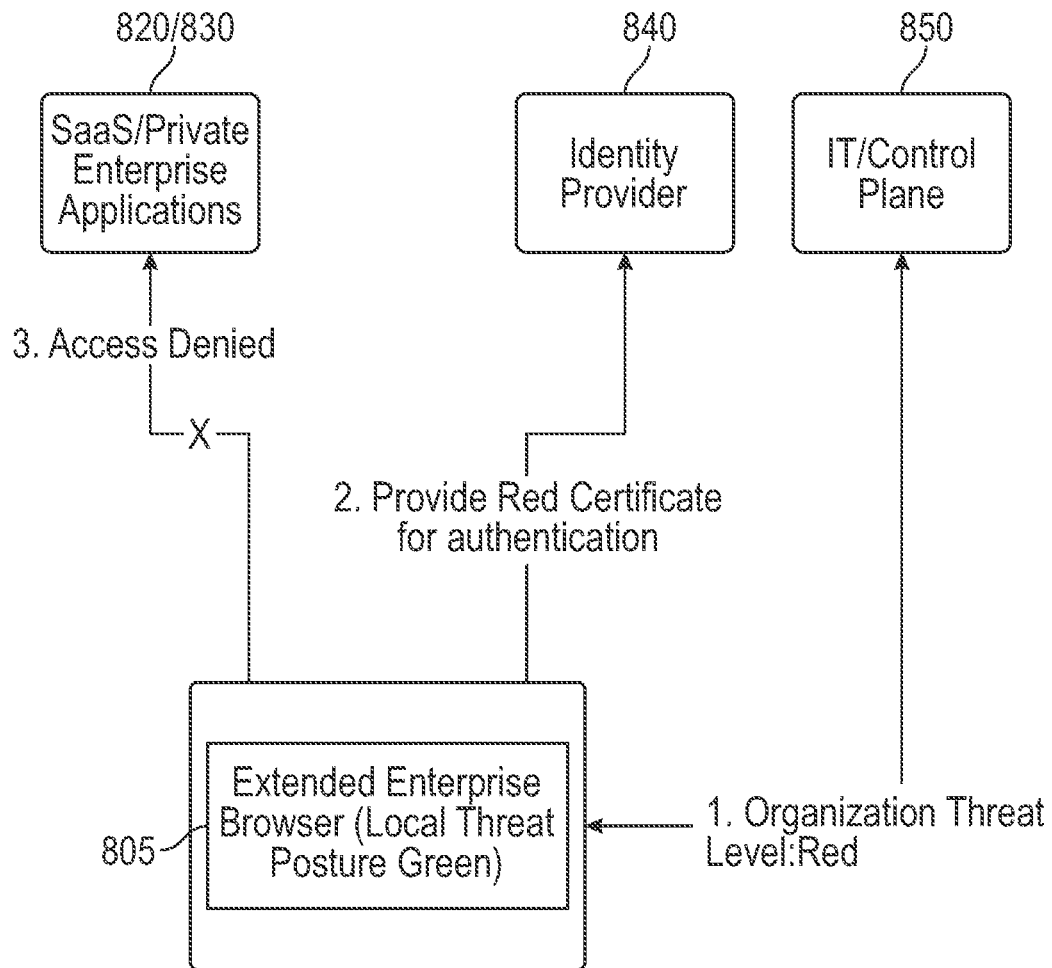 820/830
840
850
SaaS/Private
Enterprise
Applications
Identity
Provider
IT/Control
Plane
3. Access Denied
X
2. Provide Red Certificate
for authentication
Extended Enterprise
Browser (Local Threat
Posture Green)
805
1. Organization Threat
Level:Red